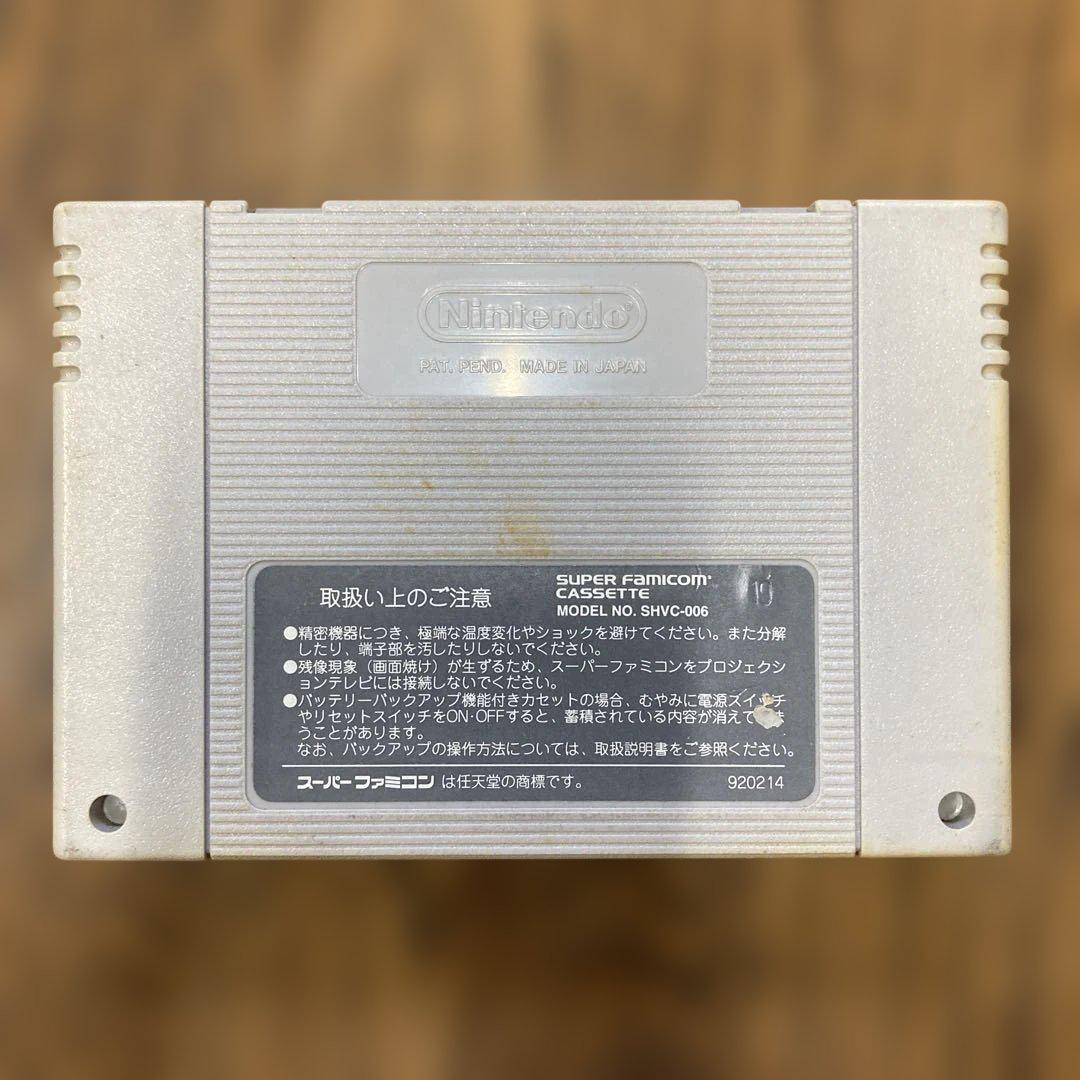 Nintendo®
PAT. PEND. MADE IN JAPAN
取扱い上のご注意
SUPER FAMICOM®
CASSETTE
MODEL NO. SHVC-006
10
●精密機器につき、極端な温度変化やショックを避けてください。また分解
したり、端子部を汚したりしないでください。
●残像現象（画面焼け）が生ずるため、スーパーファミコンをプロジェクシ
ョンテレビには接続しないでください。
●バッテリーバックアップ機能付きカセットの場合、むやみに電源スイッチ
やリセットスイッチをON・OFFすると、蓄積されている内容が消えて
うことがあります。
なお、バックアップの操作方法については、取扱説明書をご参照ください。
スーパーファミコン は任天堂の商標です。
920214